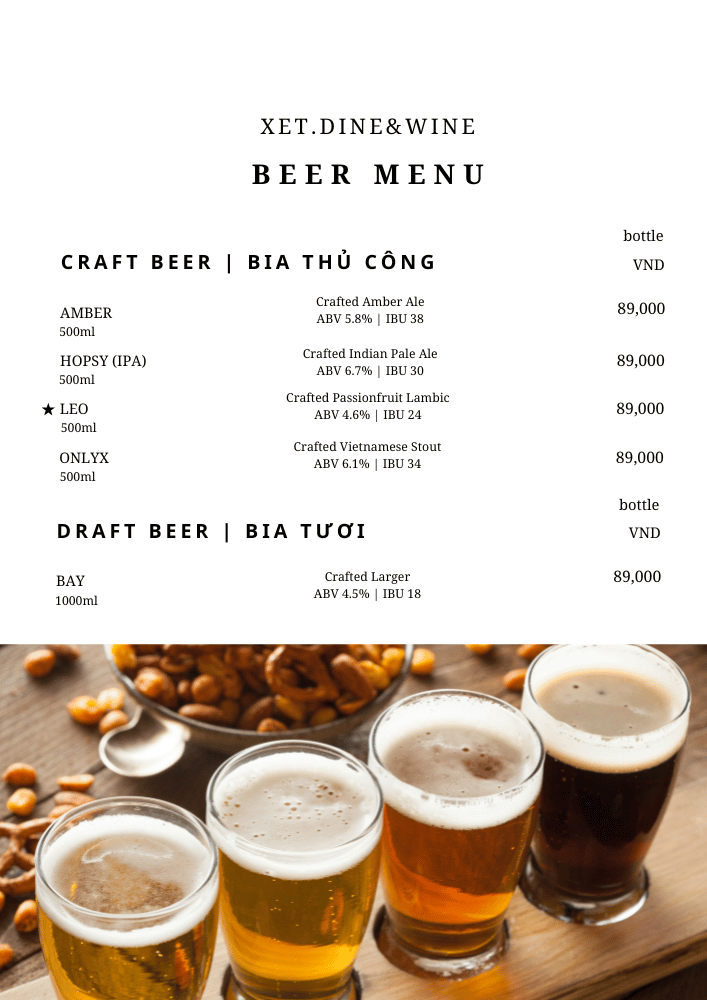 XET.DINE&WINE
BEER MENU
bottle
CRAFT BEER | BIA THỦ CÔNG
VND
AMBER
500ml
Crafted Amber Ale
ABV 5.8% | IBU 38
89,000
HOPSY (IPA)
500ml
Crafted Indian Pale Ale
ABV 6.7% | IBU 30
89,000
★ LEO
500ml
Crafted Passionfruit Lambic
ABV 4.6% | IBU 24
89,000
ONLYX
500ml
Crafted Vietnamese Stout
ABV 6.1% | IBU 34
89,000
bottle
DRAFT BEER | BIA TƯƠI
VND
BAY
1000ml
Crafted Larger
ABV 4.5% | IBU 18
89,000